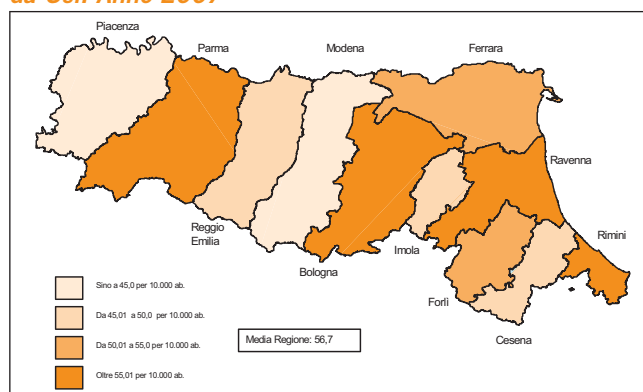 Piacenza
Parma
Modena
Ferrara
Ravenna
Reggio
Emilia
Rimini
Imola
Bologna
Forlì
Cesena
Sino a 45,0 per 10.000 ab.
Da 45,01 a 50,0 per 10.000 ab.
Da 50,01 a 55,0 per 10.000 ab.
Oltre 55,01 per 10.000 ab.
Media Regione: 56,7